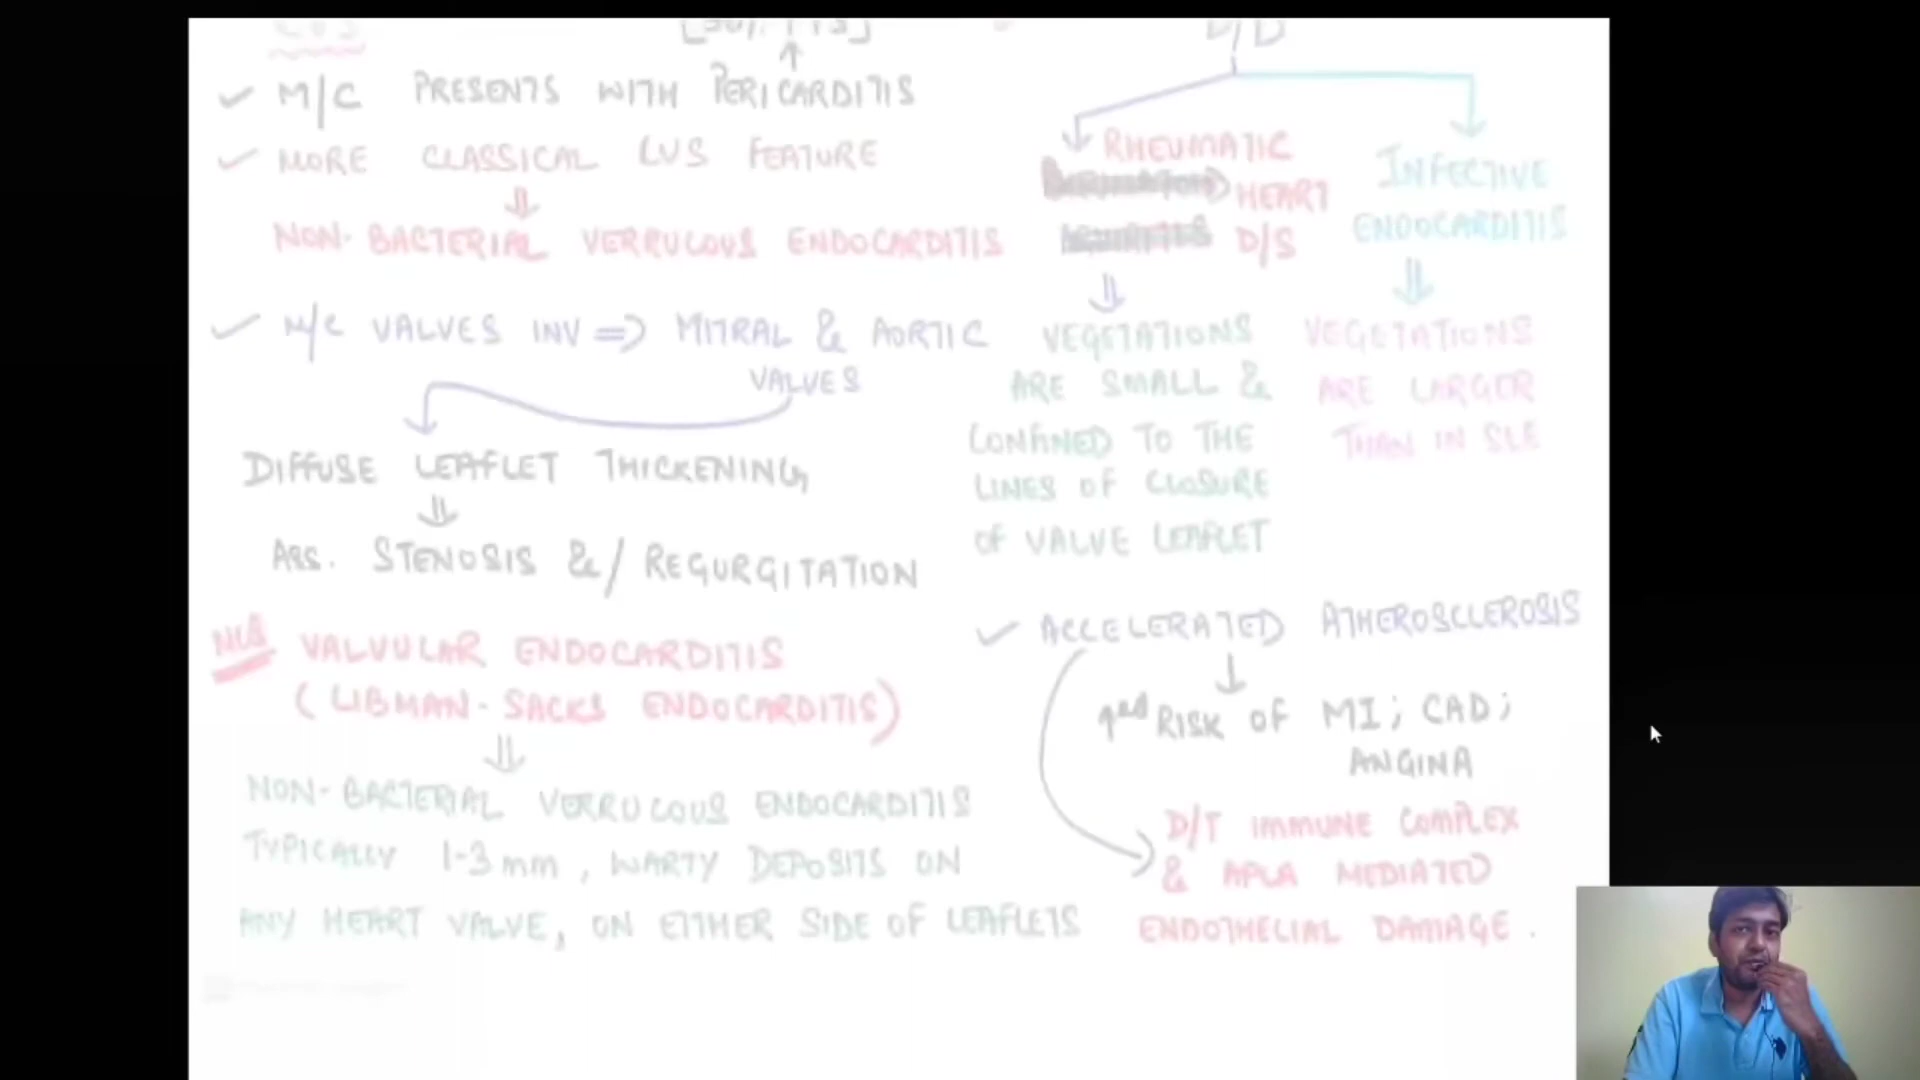 CVS
✓ M/C PRESENTS WITH PERICARDITIS
✓ MORE CLASSICAL CVS FEATURE
⇓
NON-BACTERIAL VERRUCOUS ENDOCARDITIS
✓ M/C VALVES INV => MITRAL & AORTIC
VALVES
DIFFUSE LEAFLET THICKENING
⇓
ASS. STENOSIS &/ REGURGITATION
VALVULAR ENDOCARDITIS
(LIBMAN-SACKS ENDOCARDITIS)
⇓
NON-BACTERIAL VERRUCOUS ENDOCARDITIS
TYPICALLY 1-3 mm, WARTY DEPOSITS ON
ANY HEART VALVE, ON EITHER SIDE OF LEAFLETS
D/D
RHEUMATIC
HEART
D/S
⇓
VEGETATIONS
ARE SMALL &
CONFINED TO THE
LINES OF CLOSURE
OF VALVE LEAFLET
INFECTIVE
ENDOCARDITIS
⇓
VEGETATIONS
ARE LARGER
THAN IN SLE
✓ ACCELERATED ATHEROSCLEROSIS
↓
↑ed RISK OF MI; CAD;
ANGINA
D/T IMMUNE COMPLEX
& APLA MEDIATED
ENDOTHELIAL DAMAGE.